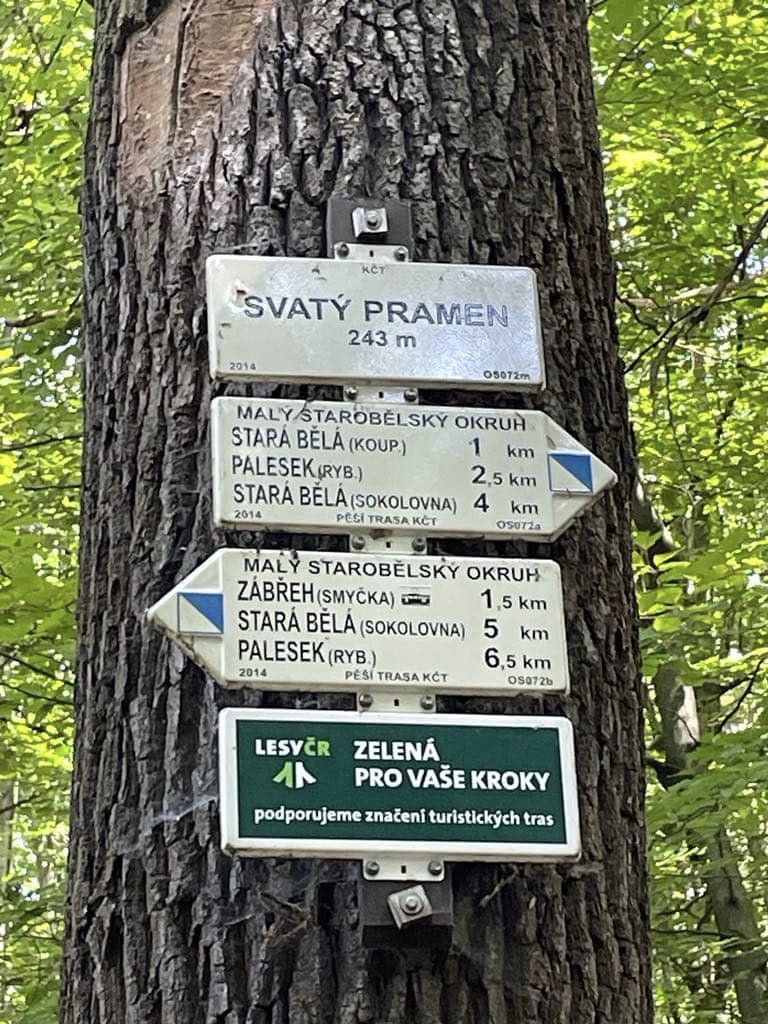 KČT
SVATÝ PRAMEN
243 m
2014 OS072m
MALÝ STAROBĚLSKÝ OKRUH
STARÁ BĚLÁ (KOUP.) 1 km
PALESEK (RYB.) 2,5 km
STARÁ BĚLÁ (SOKOLOVNA) 4 km
2014 PĚŠÍ TRASA KČT OS072a
MALÝ STAROBĚLSKÝ OKRUH
ZÁBŘEH (SMYČKA) 1,5 km
STARÁ BĚLÁ (SOKOLOVNA) 5 km
PALESEK (RYB.) 6,5 km
2014 PĚŠÍ TRASA KČT OS072b
LESYČR ZELENÁ
PRO VAŠE KROKY
podporujeme značení turistických tras